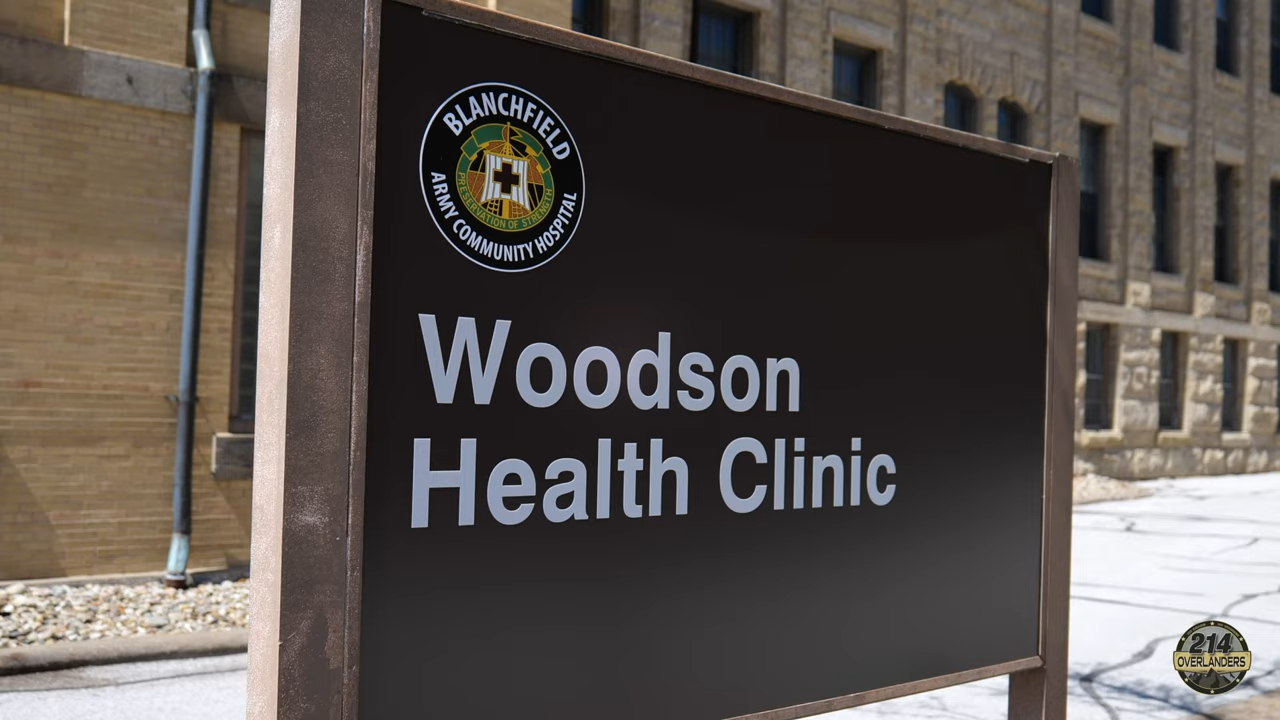 BLANCHFIELD
PRESERVATION OF STRENGTH
ARMY COMMUNITY HOSPITAL
Woodson
Health Clinic
214
OVERLANDERS